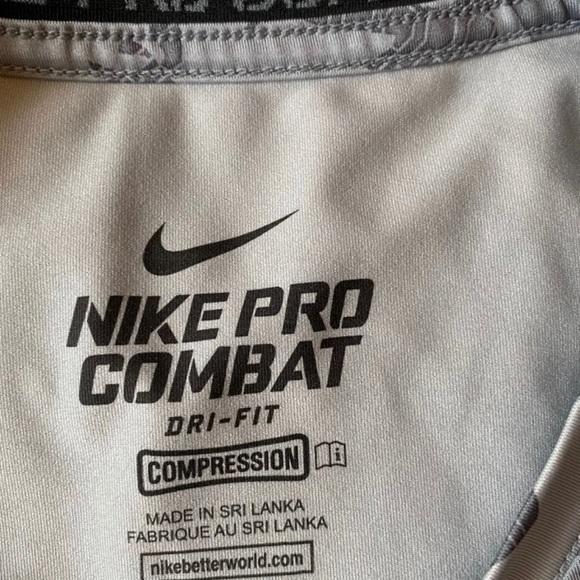 NIKE PRO
COMBAT
DRI-FIT
COMPRESSION
MADE IN SRI LANKA
FABRIQUE AU SRI LANKA
nikebetterworld.com